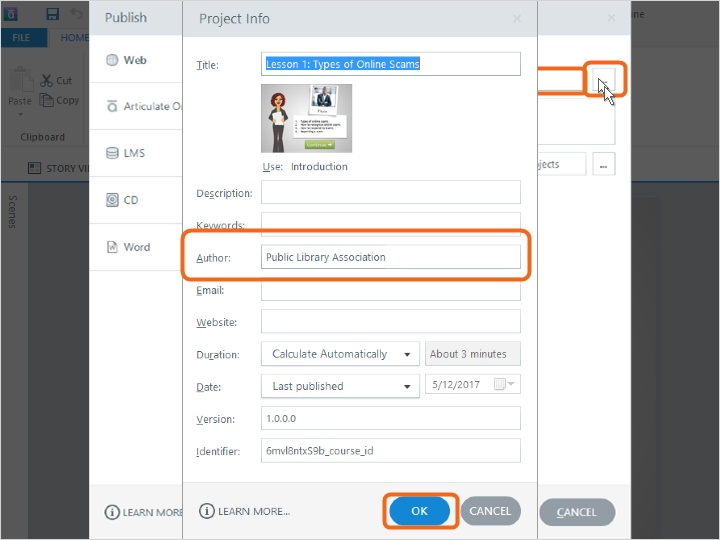 Publish
Project Info
FILE
HOME
Cut
Paste
Copy
Clipboard
STORY VI
Scenes
Web
Articulate O
LMS
CD
Word
Title:
Lesson 1: Types of Online Scams
Use: Introduction
Description:
Keywords:
Author:
Public Library Association
Email:
Website:
Duration:
Calculate Automatically
About 3 minutes
Date:
Last published
5/12/2017
Version:
1.0.0.0
Identifier:
6mvl8ntxS9b_course_id
LEARN MORE
LEARN MORE...
OK
CANCEL
CANCEL
jects
...
ine